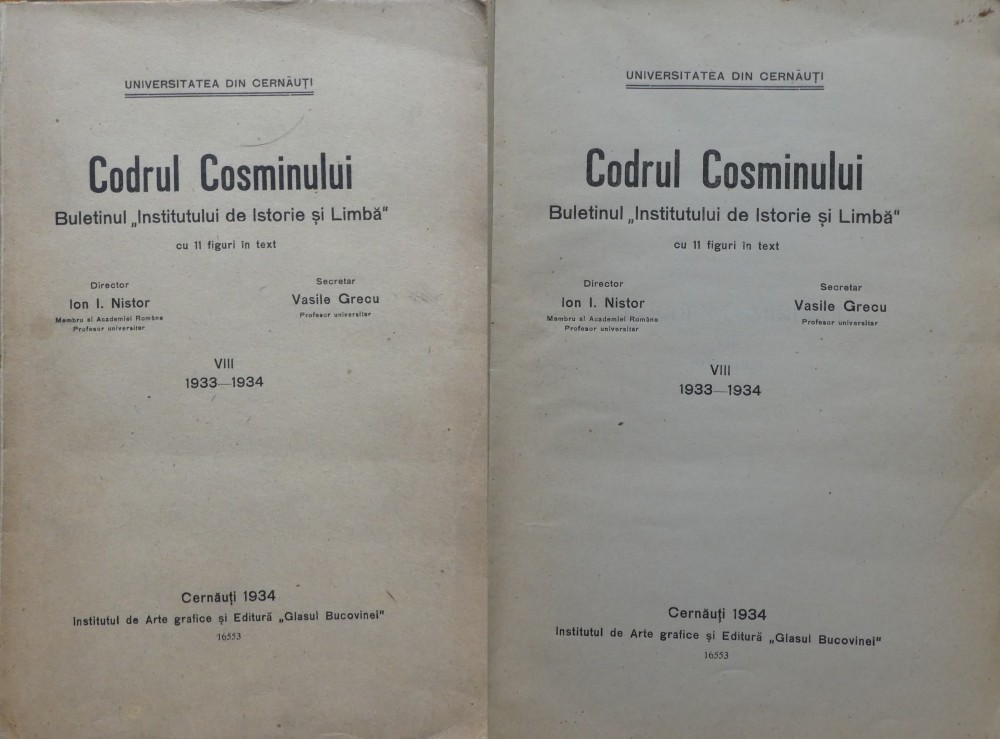 UNIVERSITATEA DIN CERNĂUȚI
Codrul Cosminului
Buletinul „Institutului de Istorie și Limbă“
cu 11 figuri în text
Director
Ion I. Nistor
Membru al Academiei Române
Profesor universitar
Secretar
Vasile Grecu
Profesor universitar
VIII
1933—1934
Cernăuți 1934
Institutul de Arte grafice și Editură „Glasul Bucovinei“
16553
UNIVERSITATEA DIN CERNĂUȚI
Codrul Cosminului
Buletinul „Institutului de Istorie și Limbă“
cu 11 figuri în text
Director
Ion I. Nistor
Membru al Academiei Române
Profesor universitar
Secretar
Vasile Grecu
Profesor universitar
VIII
1933—1934
Cernăuți 1934
Institutul de Arte grafice și Editură „Glasul Bucovinei“
16553